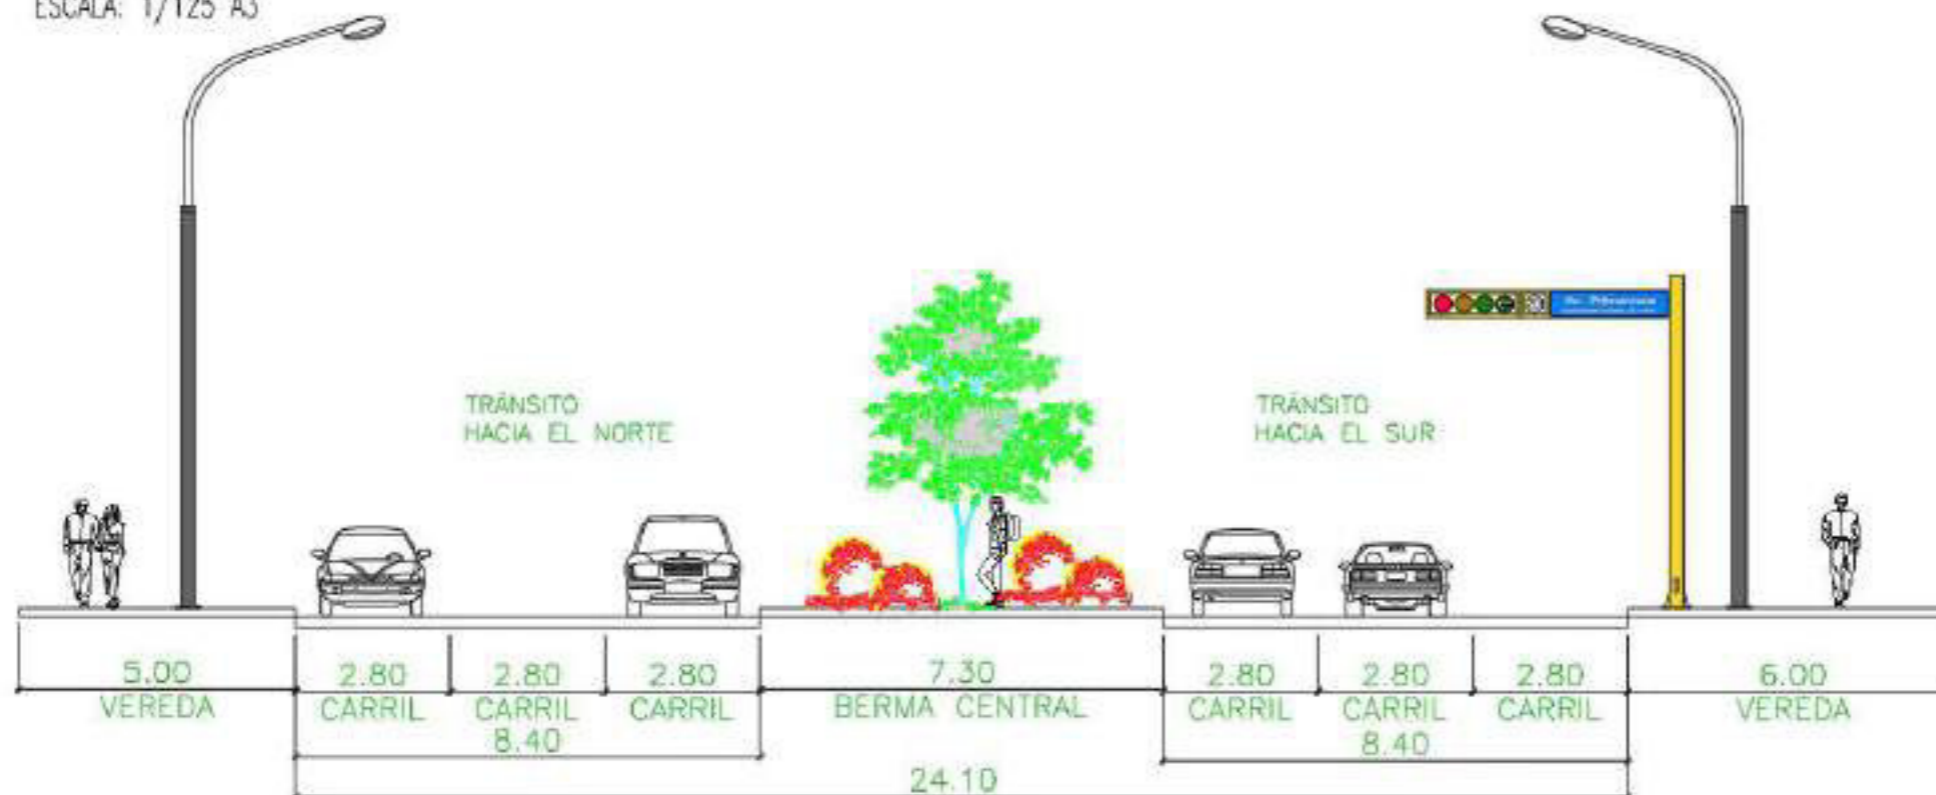 ESCALA: 1/125 A3
TRÁNSITO
HACIA EL NORTE
TRÁNSITO
HACIA EL SUR
5.00
VEREDA
2.80
CARRIL
2.80
CARRIL
2.80
CARRIL
8.40
7.30
BERMA CENTRAL
2.80
CARRIL
2.80
CARRIL
2.80
CARRIL
8.40
6.00
VEREDA
24.10